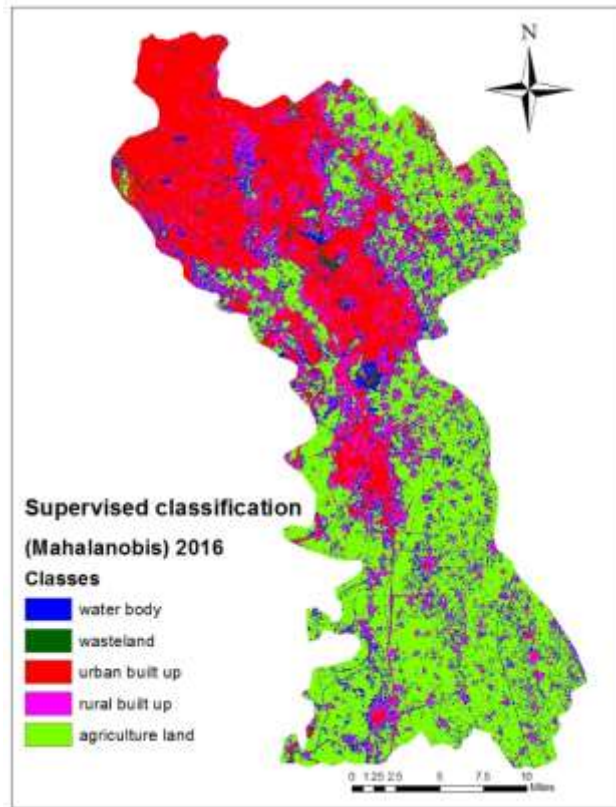 N
Supervised classification
(Mahalanobis) 2016
Classes
water body
wasteland
urban built up
rural built up
agriculture land
0 1.25 2.5 5 7.5 10
Miles